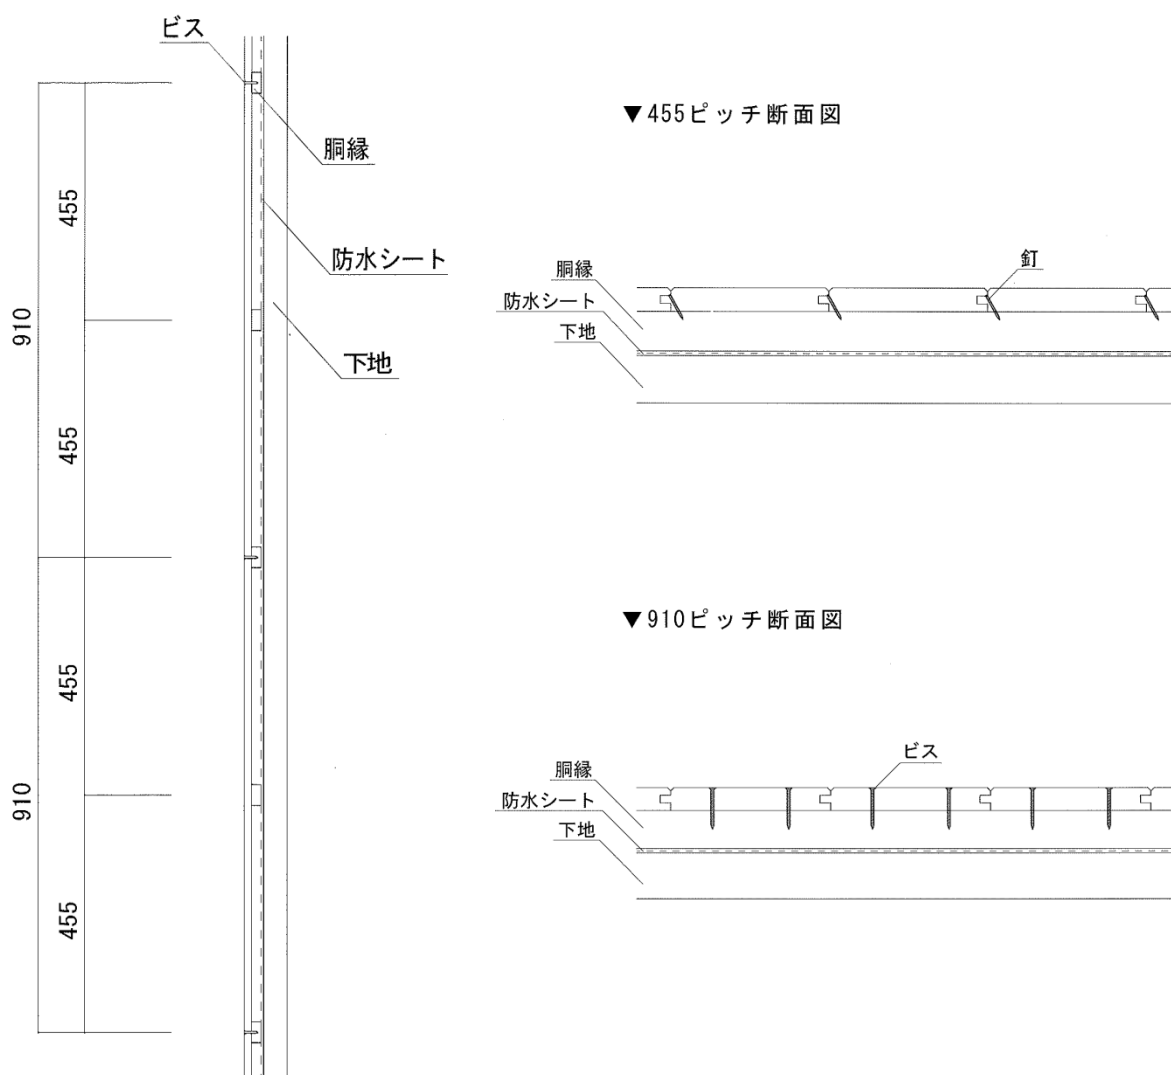 ビス
胴縁
防水シート
下地
455
455
455
455
910
910
▼455ピッチ断面図
釘
胴縁
防水シート
下地
▼910ピッチ断面図
ビス
胴縁
防水シート
下地